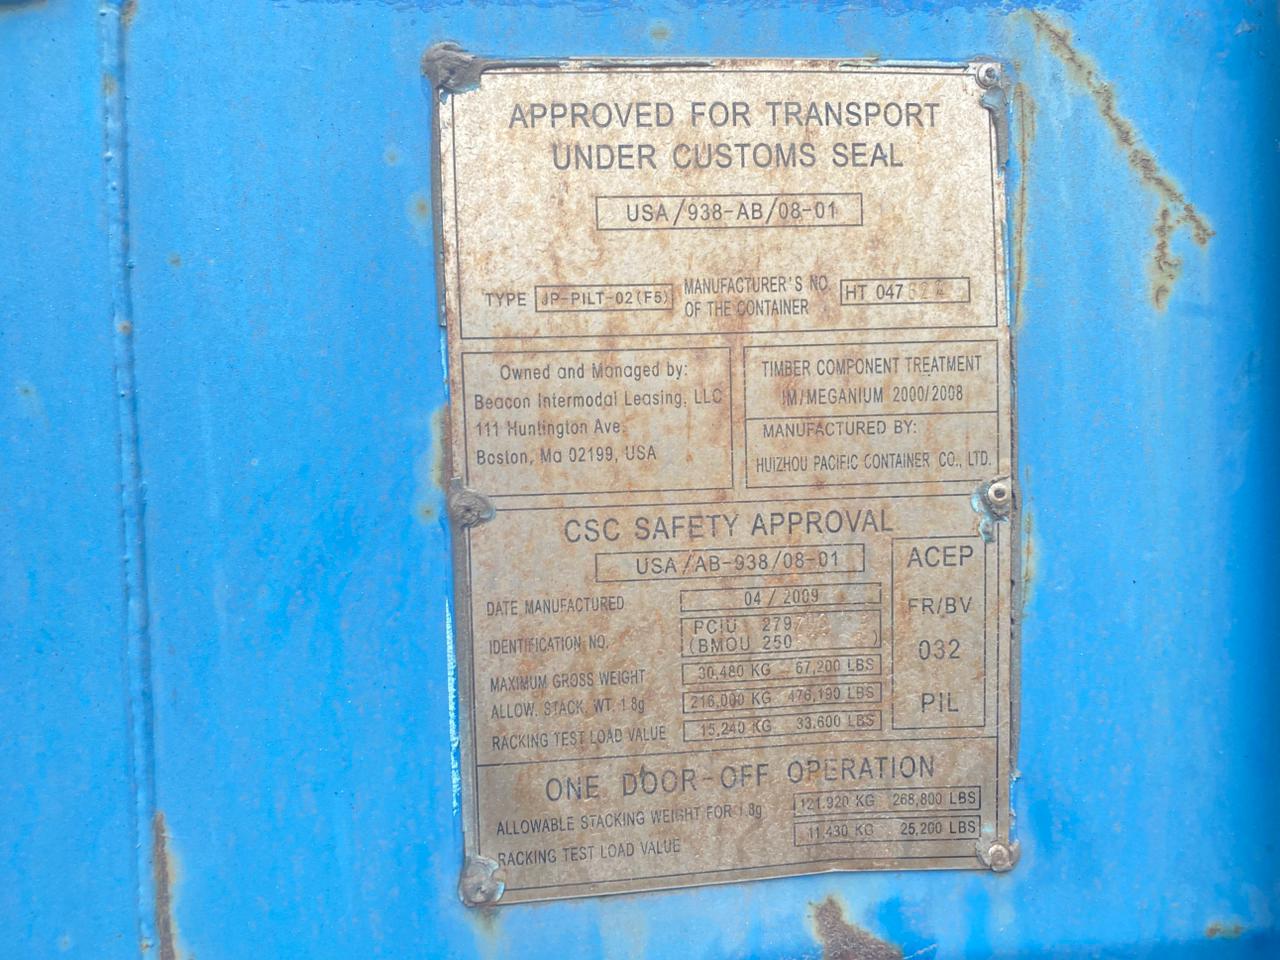 APPROVED FOR TRANSPORT
UNDER CUSTOMS SEAL
USA/938-AB/08-01
TYPE JP-PILT-02(F5) MANUFACTURER'S NO. OF THE CONTAINER HT 047
Owned and Managed by:
Beacon Intermodal Leasing, LLC
111 Huntington Ave.
Boston, Ma 02199, USA
TIMBER COMPONENT TREATMENT
IM/MEGANIUM 2000/2008
MANUFACTURED BY:
HUIZHOU PACIFIC CONTAINER CO., LTD.
CSC SAFETY APPROVAL
USA/AB-938/08-01
DATE MANUFACTURED 04/2009
IDENTIFICATION NO. PCIU 279
(BMOU 250 )
MAXIMUM GROSS WEIGHT 30,480 KG 67,200 LBS
ALLOW. STACK. WT. 1.8g 216,000 KG 476,190 LBS
RACKING TEST LOAD VALUE 15,240 KG 33,600 LBS
ACEP
FR/BV
032
PIL
ONE DOOR-OFF OPERATION
ALLOWABLE STACKING WEIGHT FOR 1.8g 121,920 KG 268,800 LBS
RACKING TEST LOAD VALUE 11,430 KG 25,200 LBS